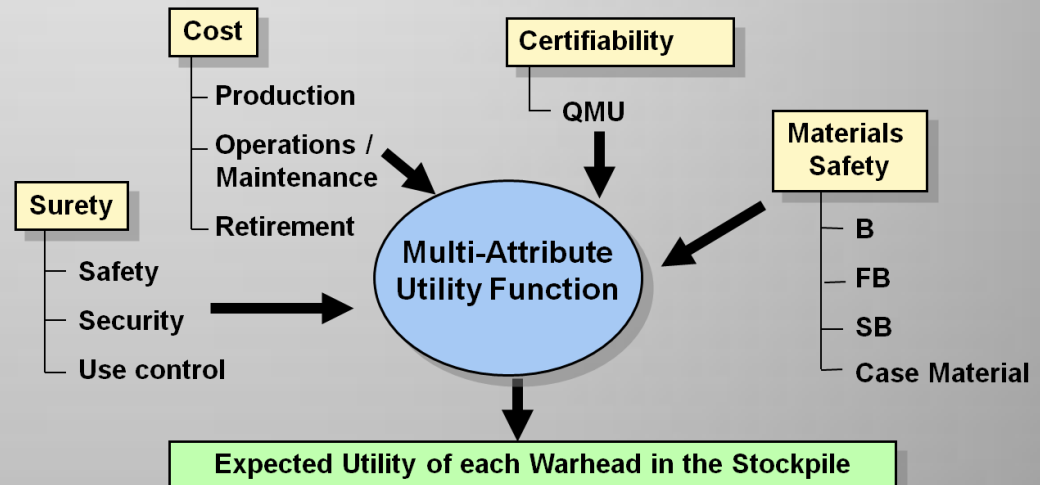 Cost
Production
Operations /
Maintenance
Retirement
Certifiability
QMU
Materials
Safety
B
FB
SB
Case Material
Surety
Safety
Security
Use control
Multi-Attribute
Utility Function
Expected Utility of each Warhead in the Stockpile